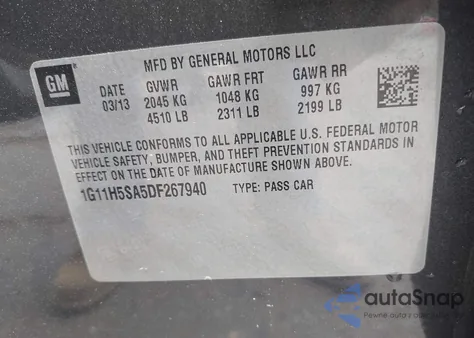 GM
MFD BY GENERAL MOTORS LLC
DATE GVWR GAWR FRT GAWR RR
03/13 2045 KG 1048 KG 997 KG
4510 LB 2311 LB 2199 LB
THIS VEHICLE CONFORMS TO ALL APPLICABLE U.S. FEDERAL MOTOR
VEHICLE SAFETY, BUMPER, AND THEFT PREVENTION STANDARDS IN
EFFECT ON THE DATE OF MANUFACTURE SHOWN ABOVE.
1G11H5SA5DF267940 TYPE: PASS CAR
autoSnap
Pewne auta z